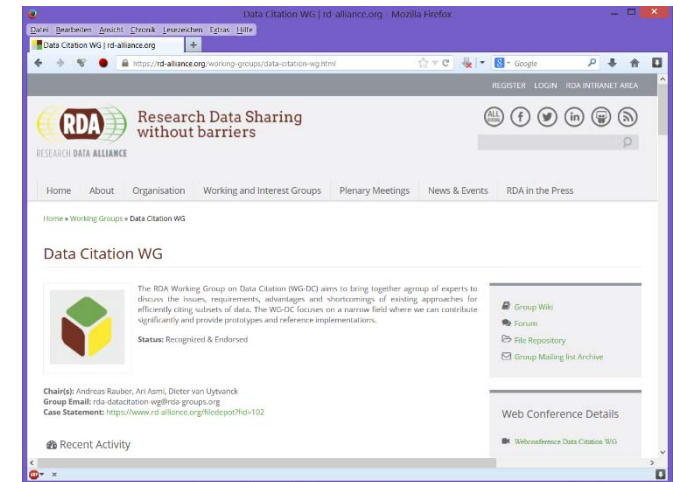 Data Citation WG | rd-alliance.org - Mozilla Firefox
Datei Bearbeiten Ansicht Chronik Lesezeichen Extras Hilfe
Data Citation WG | rd-alliance.org
https://rd-alliance.org/working-groups/data-citation-wg.html
Google
REGISTER LOGIN RDA INTRANET AREA
RDA
RESEARCH DATA ALLIANCE
Research Data Sharing
without barriers
Home About Organisation Working and Interest Groups Plenary Meetings News & Events RDA in the Press
Home » Working Groups » Data Citation WG
Data Citation WG
The RDA Working Group on Data Citation (WG-DC) aims to bring together agroup of experts to
discuss the issues, requirements, advantages and shortcomings of existing approaches for
efficiently citing subsets of data. The WG-DC focuses on a narrow field where we can contribute
significantly and provide prototypes and reference implementations.
Status: Recognized & Endorsed
Group Wiki
Forum
File Repository
Group Mailing list Archive
Chair(s): Andreas Rauber, Ari Asmi, Dieter van Uytvanck
Group Email: rda-datacitation-wg@rda-groups.org
Case Statement: https://www.rd-alliance.org/filedepot?fid=102
Web Conference Details
Webconference Data Citation WG
Recent Activity